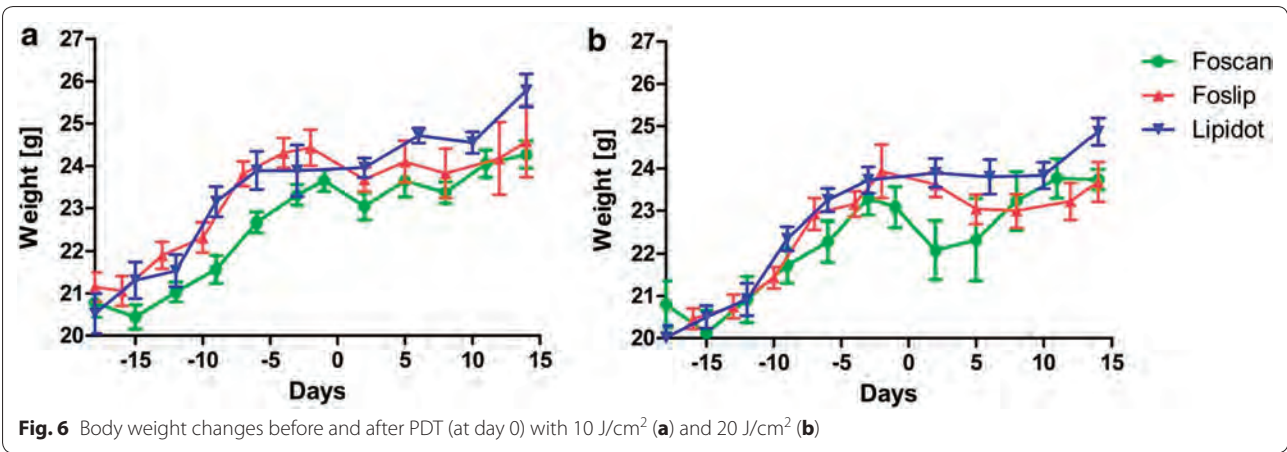 a
27
26
25
24
23
22
21
20
Weight [g]
-15 -10 -5 0 5 10 15
Days
b
27
26
25
24
23
22
21
20
Weight [g]
-15 -10 -5 0 5 10 15
Days
Foscan
Foslip
Lipidot
Fig. 6 Body weight changes before and after PDT (at day 0) with 10 J/cm² (a) and 20 J/cm² (b)